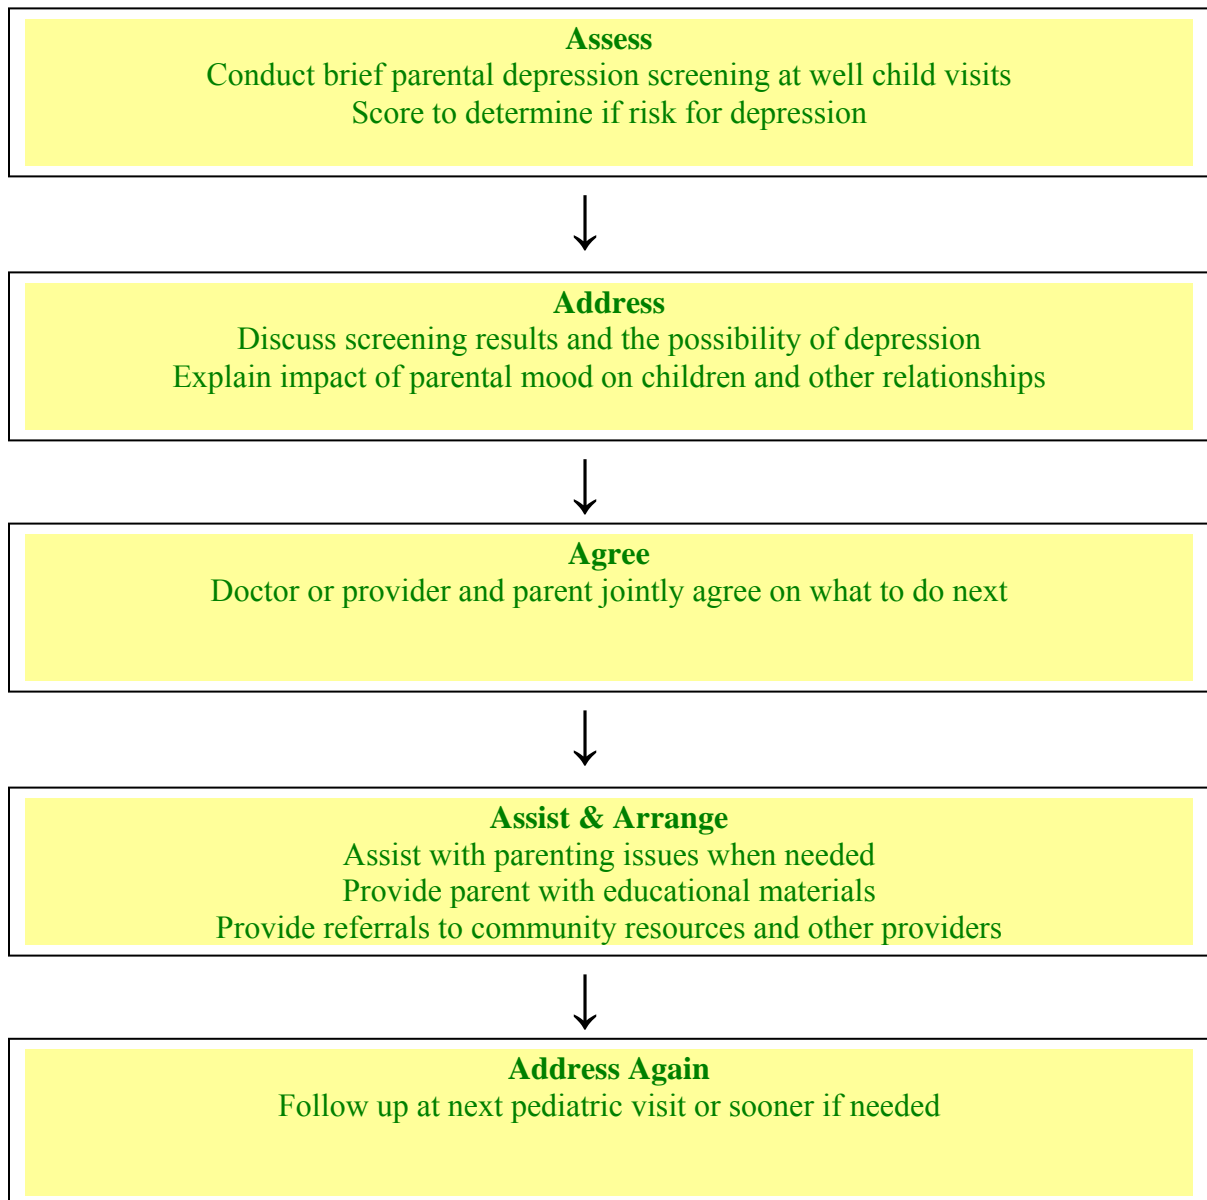 Assess
Conduct brief parental depression screening at well child visits
Score to determine if risk for depression
Address
Discuss screening results and the possibility of depression
Explain impact of parental mood on children and other relationships
Agree
Doctor or provider and parent jointly agree on what to do next
Assist & Arrange
Assist with parenting issues when needed
Provide parent with educational materials
Provide referrals to community resources and other providers
Address Again
Follow up at next pediatric visit or sooner if needed